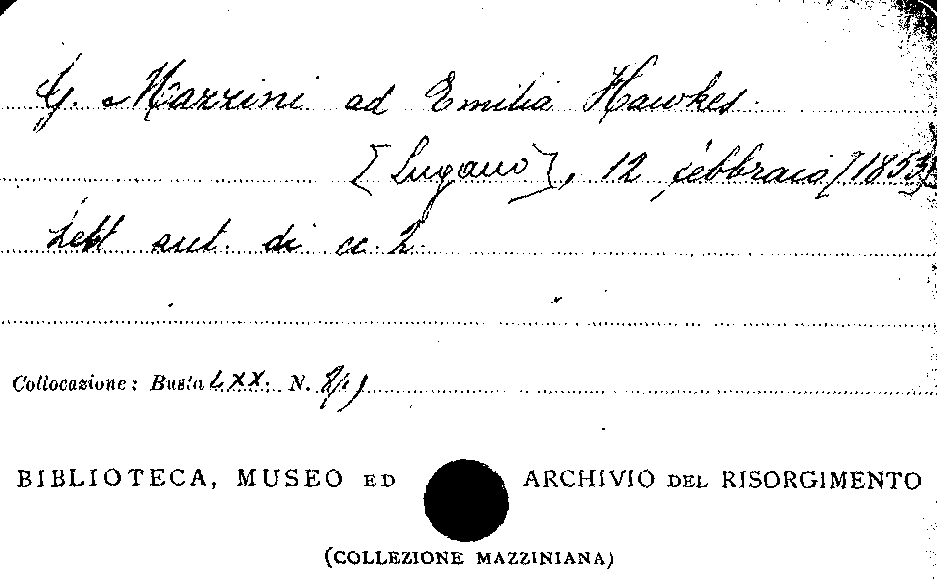 G. Mazzini ad Emilia Hawkes.
[Lugano], 12 febbraio [1853]
Lett aut. di cc. 2.
Collocazione: Busta LXX. N.
BIBLIOTECA, MUSEO ED ARCHIVIO DEL RISORGIMENTO
(COLLEZIONE MAZZINIANA)